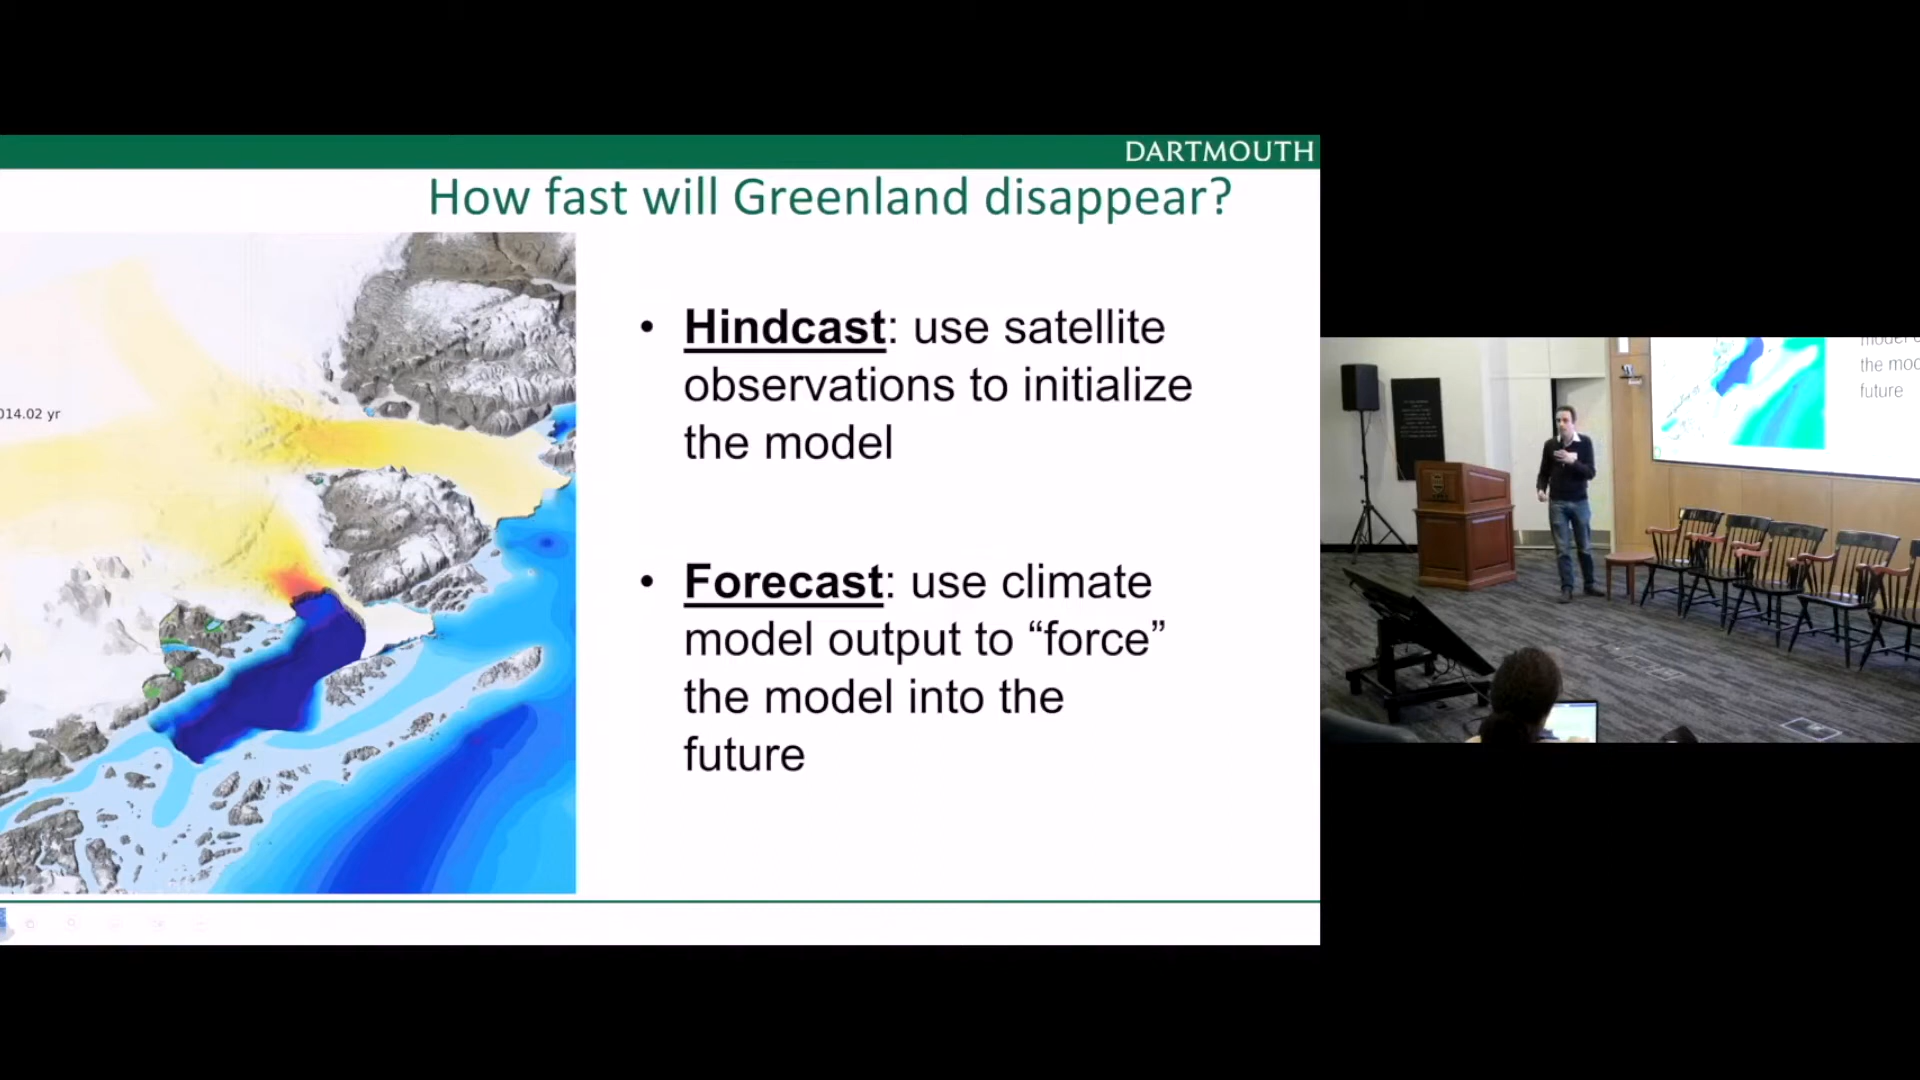 DARTMOUTH
How fast will Greenland disappear?
014.02 yr
• Hindcast: use satellite
observations to initialize
the model
• Forecast: use climate
model output to “force”
the model into the
future
the moc
future